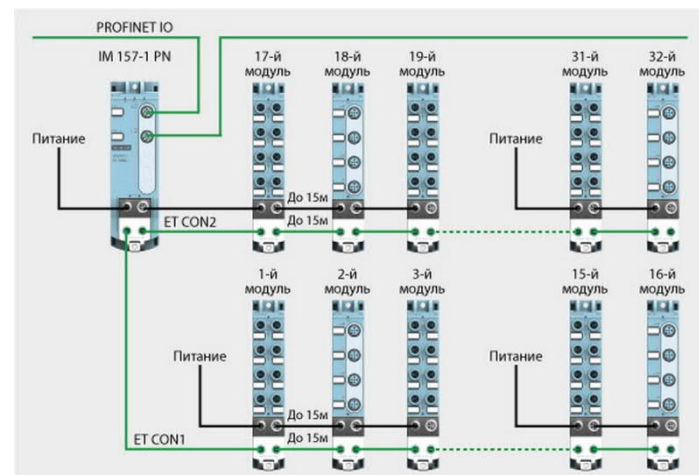 PROFINET IO
IM 157-1 PN
17-й модуль
18-й модуль
19-й модуль
31-й модуль
32-й модуль
Питание
Питание
До 15м
До 15м
ET CON2
1-й модуль
2-й модуль
3-й модуль
15-й модуль
16-й модуль
Питание
Питание
До 15м
До 15м
ET CON1